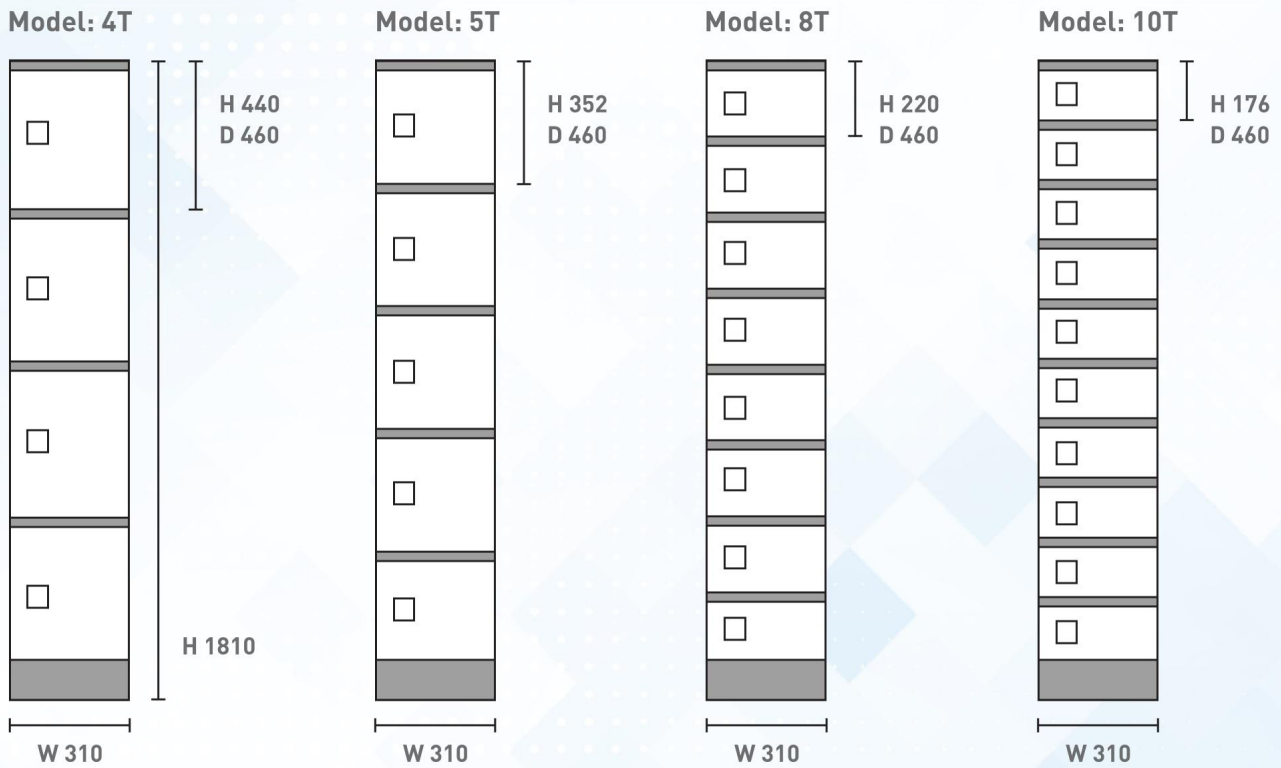 Model: 4T
H 440
D 460
H 1810
W 310
Model: 5T
H 352
D 460
W 310
Model: 8T
H 220
D 460
W 310
Model: 10T
H 176
D 460
W 310